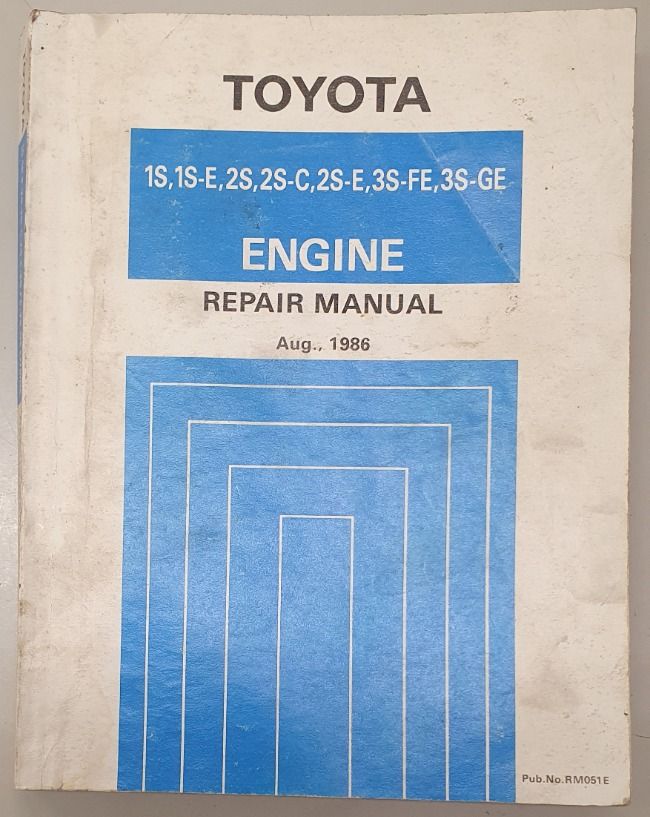 TOYOTA
1S,1S-E,2S,2S-C,2S-E,3S-FE,3S-GE
ENGINE
REPAIR MANUAL
Aug., 1986
Pub.No.RM051E